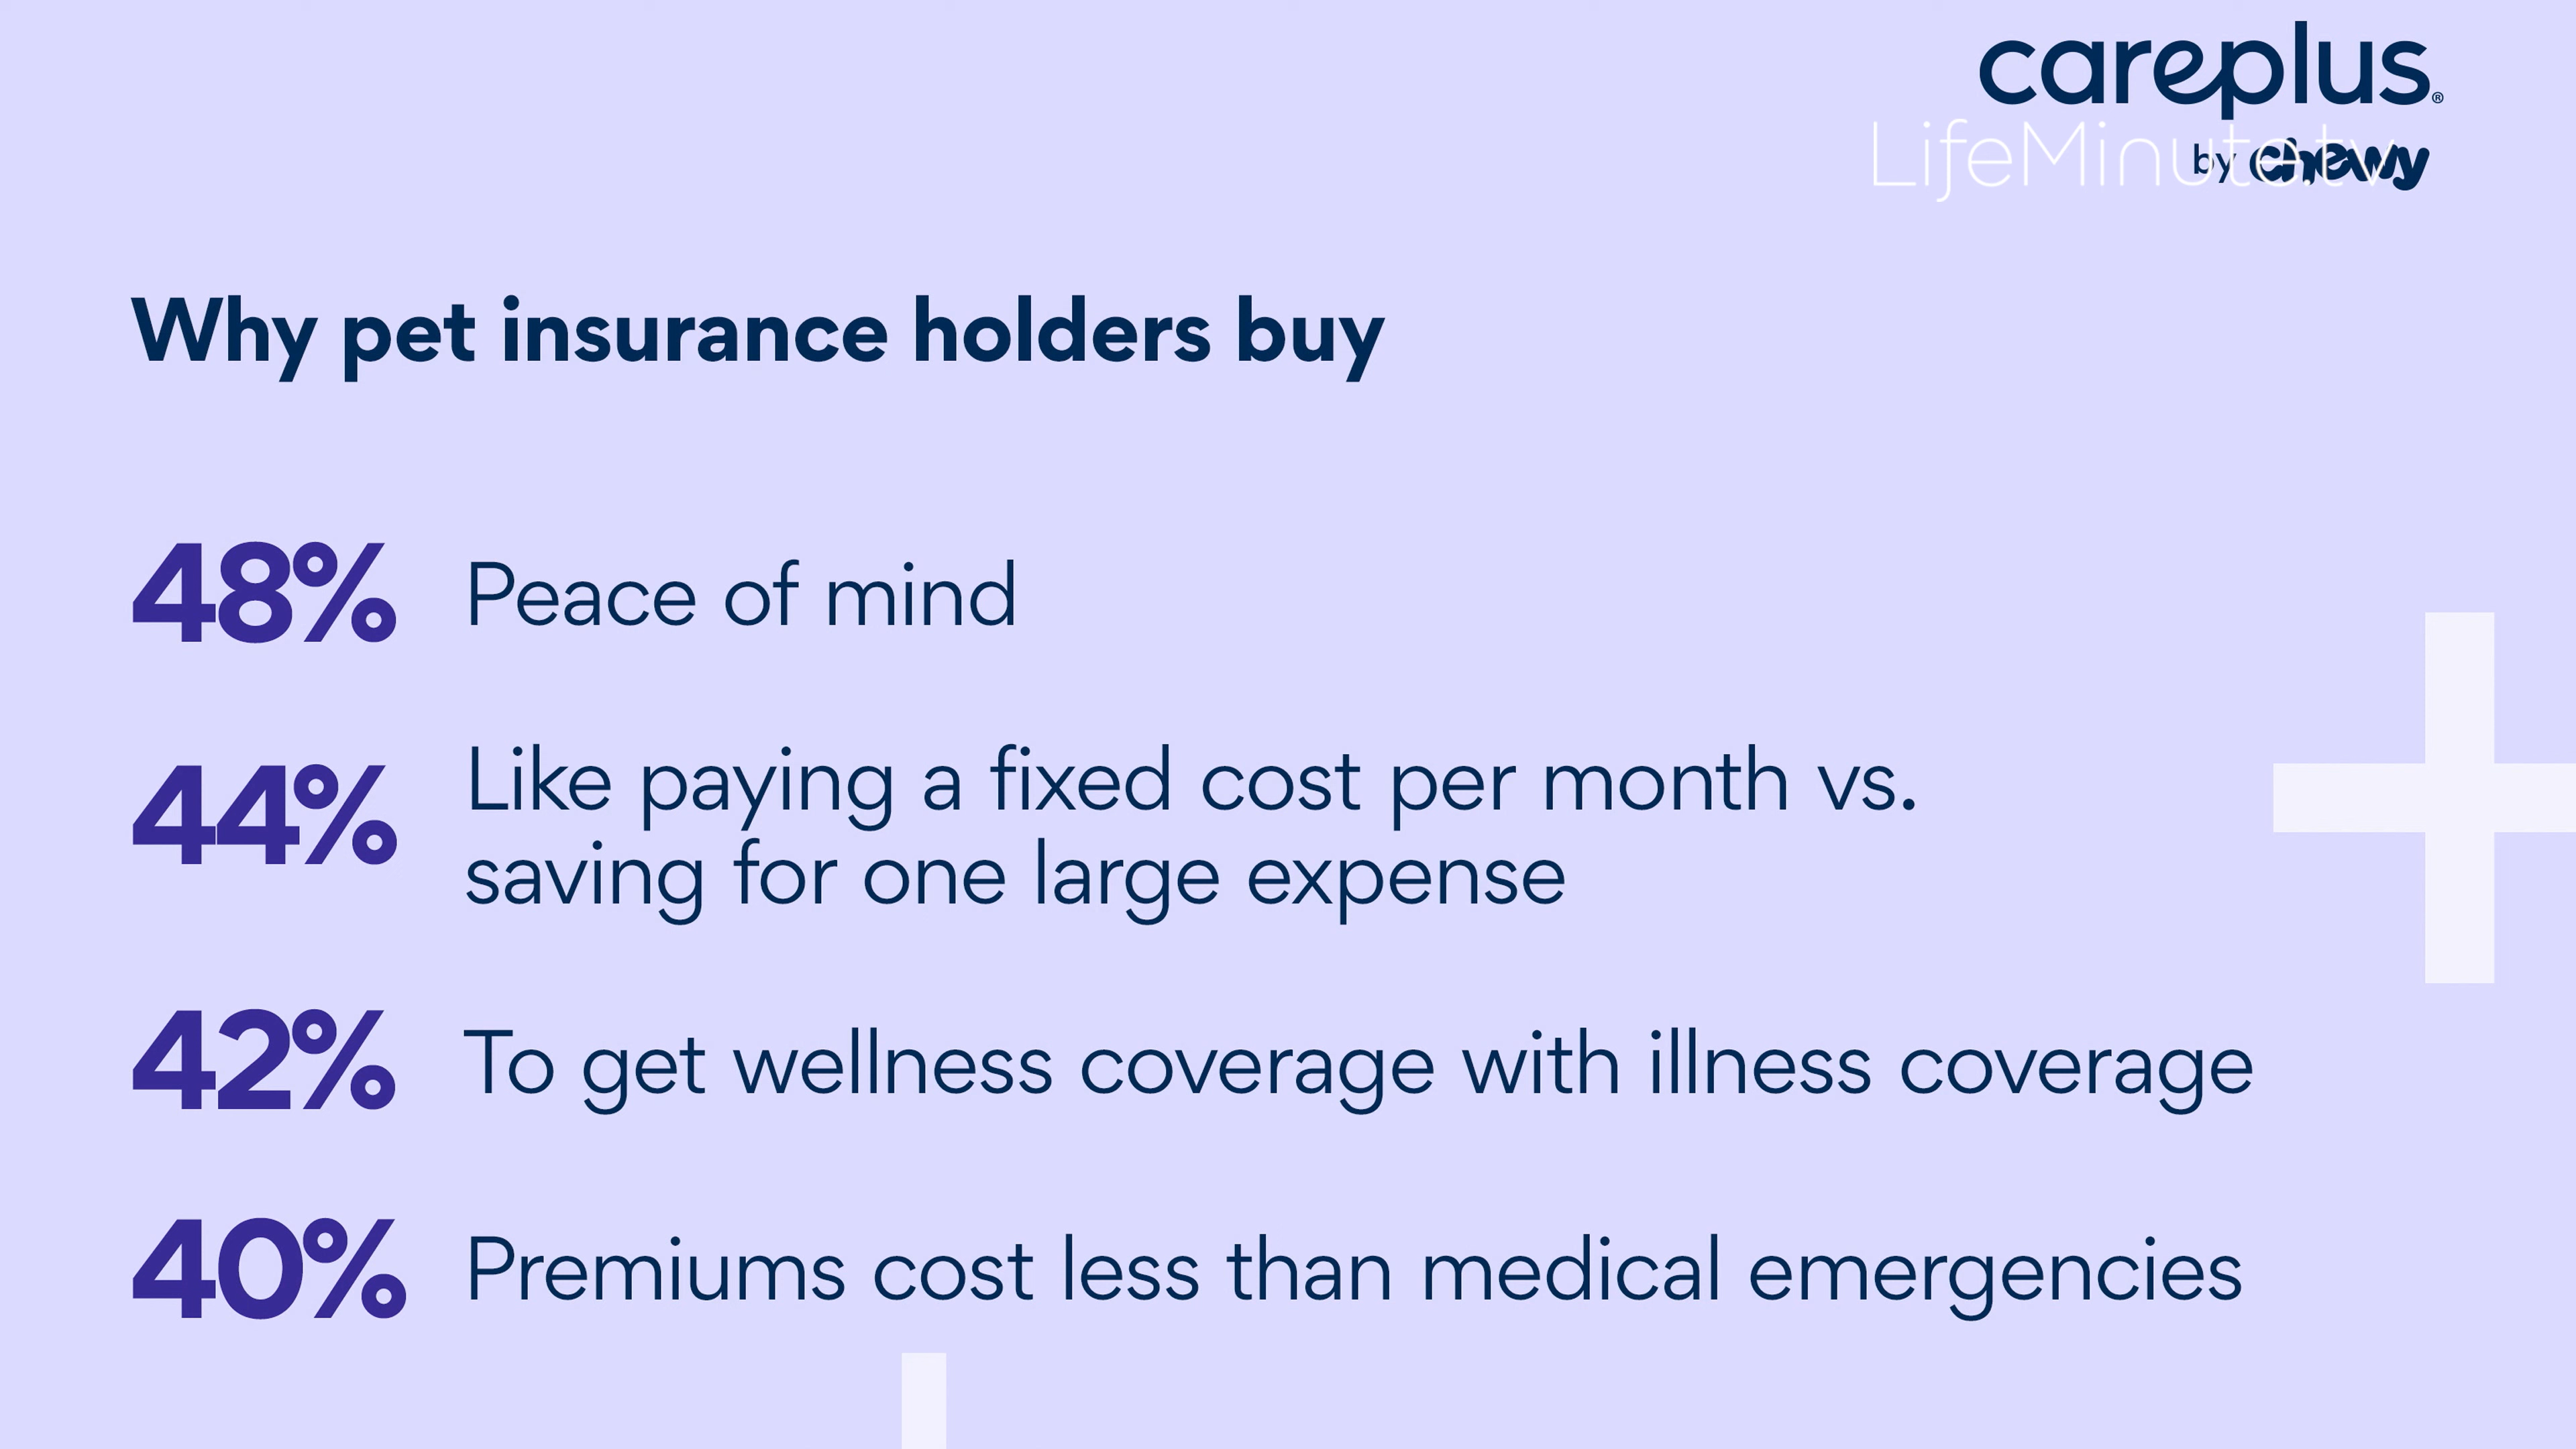 careplus®
LifeMinute.tv
by chewy
Why pet insurance holders buy
48% Peace of mind
44% Like paying a fixed cost per month vs.
saving for one large expense
42% To get wellness coverage with illness coverage
40% Premiums cost less than medical emergencies